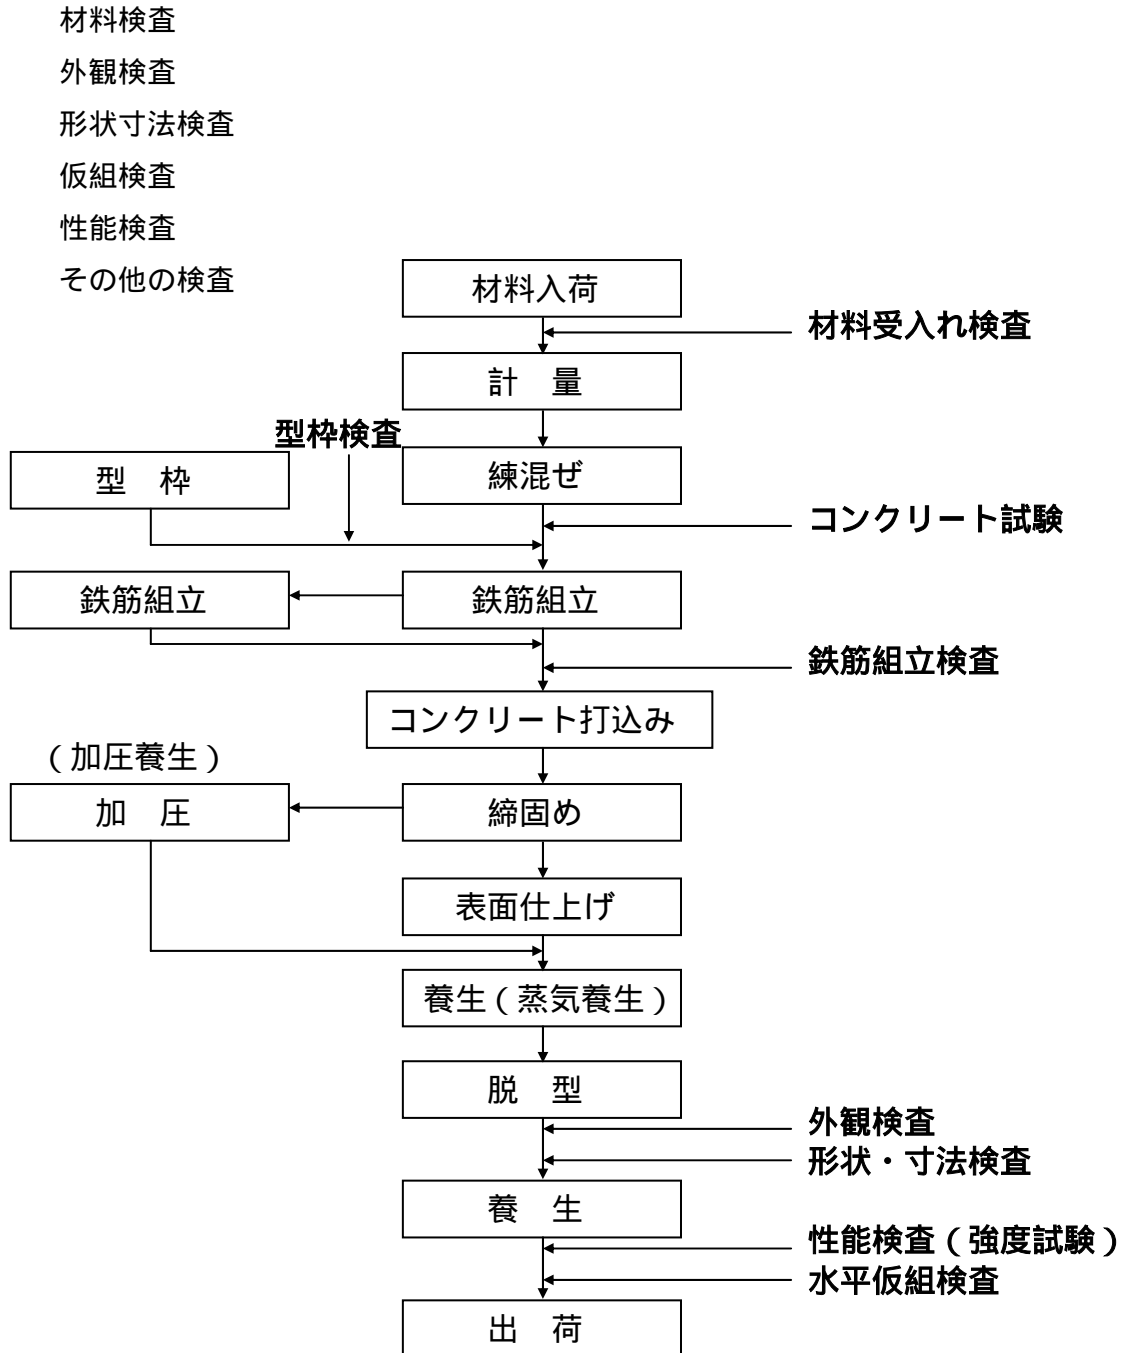 材料検査
外観検査
形状寸法検査
仮組検査
性能検査
その他の検査
材料入荷
材料受入れ検査
計　量
型枠検査
型　枠
練混ぜ
コンクリート試験
鉄筋組立
鉄筋組立
鉄筋組立検査
コンクリート打込み
（加圧養生）
加　圧
締固め
表面仕上げ
養生（蒸気養生）
脱　型
外観検査
形状・寸法検査
養　生
性能検査（強度試験）
水平仮組検査
出　荷